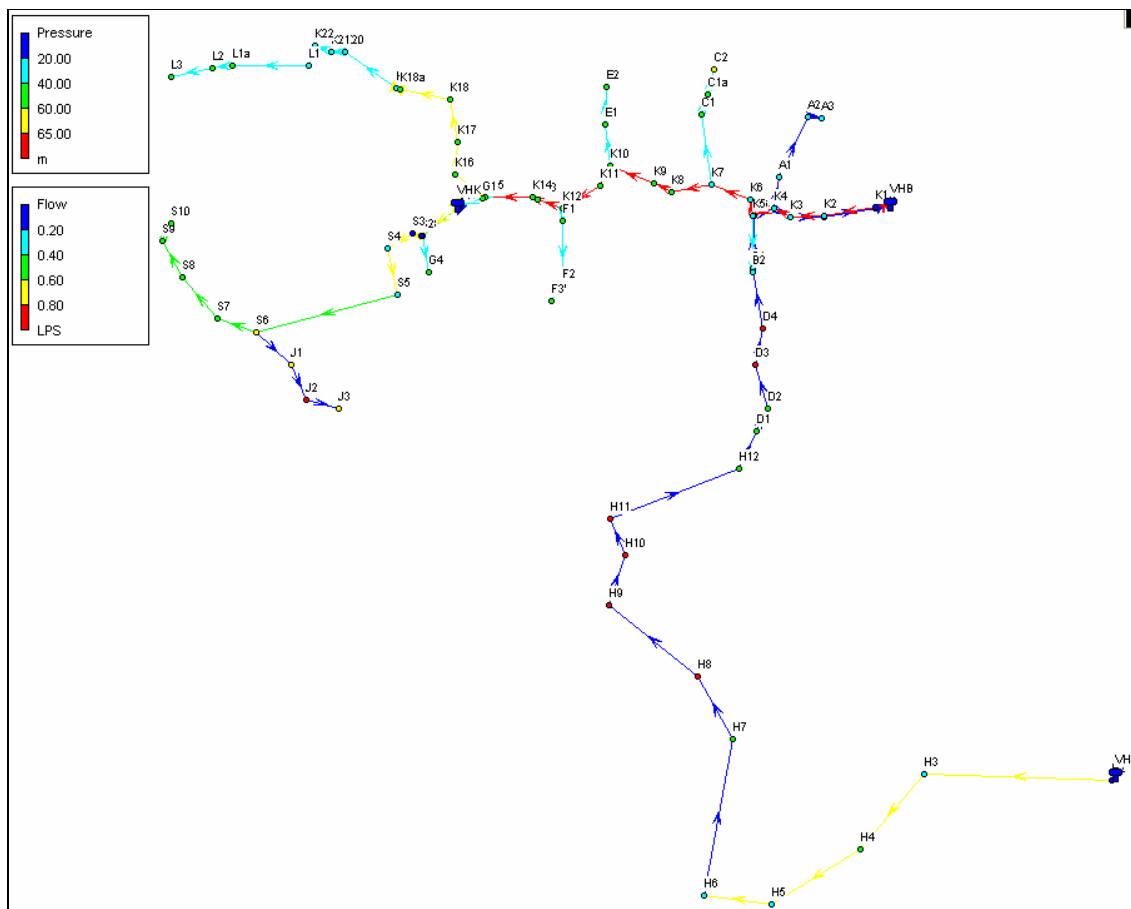 Pressure
20.00
40.00
60.00
65.00
m
Flow
0.20
0.40
0.60
0.80
LPS
L3
L2
L1a
L1
K22
K18a
K18
K17
K16
G15
K14
K12
F1
F2
F3'
K11
K10
E1
E2
K9
K8
K7
C1
C1a
C2
K6
K4
K3
K2
K1
VHB
A1
A2
A3
B2
S10
S9
S8
S7
S6
S5
S4
S3
G4
J1
J2
J3
D4
D3
D2
D1
H12
H11
H10
H9
H8
H7
H6
H5
H4
H3
VH